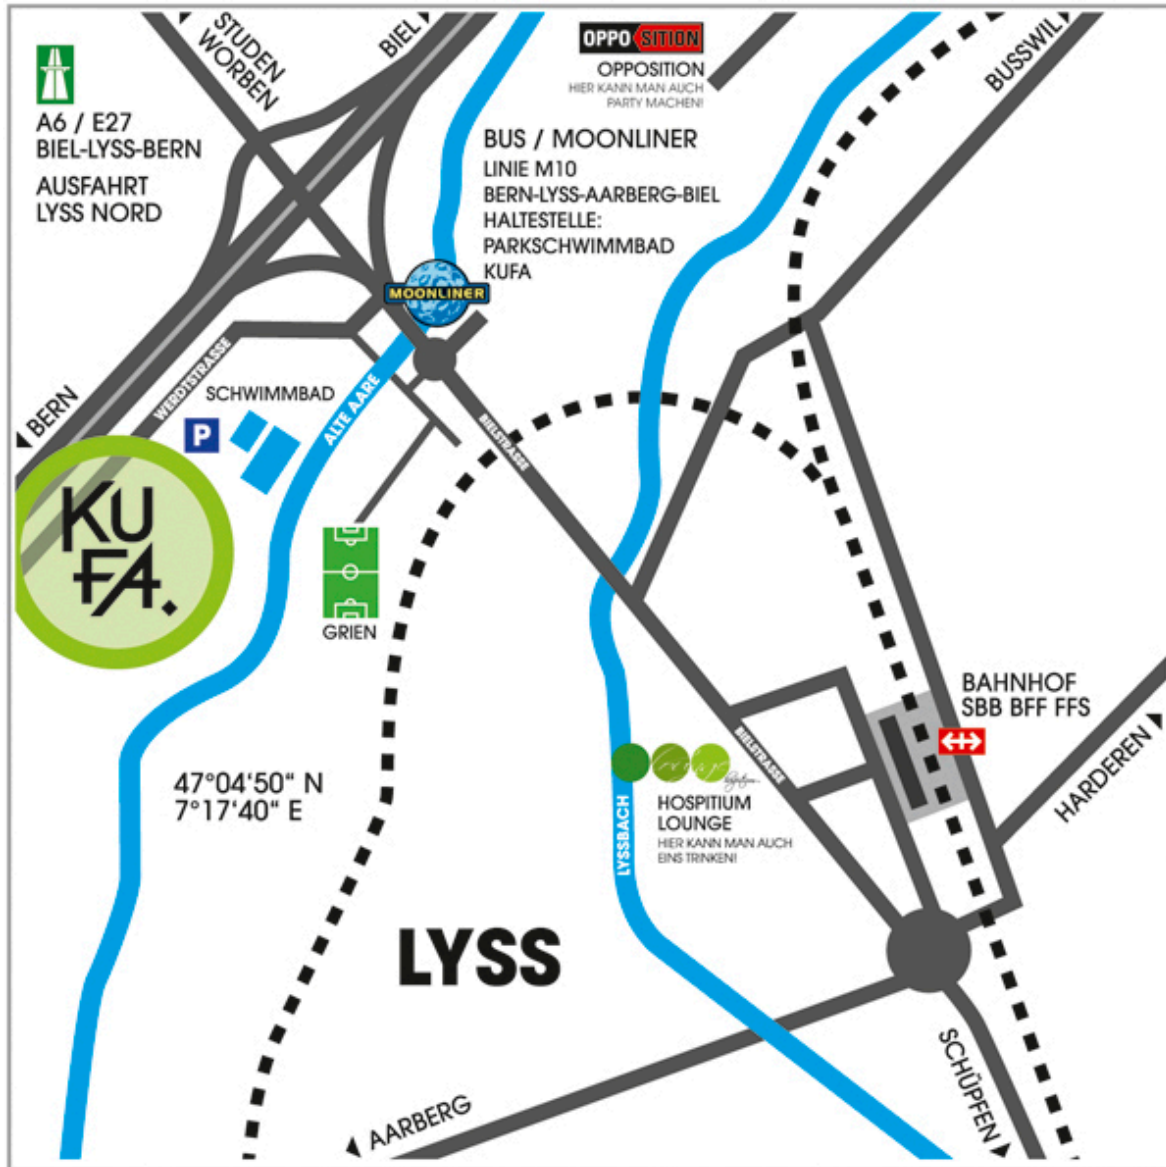 STUDEN
WORBEN
BIEL
OPPOSITION
OPPOSITION
HIER KANN MAN AUCH
PARTY MACHEN!
BUSSWIL
A6 / E27
BIEL-LYSS-BERN
AUSFAHRT
LYSS NORD
BUS / MOONLINER
LINIE M10
BERN-LYSS-AARBERG-BIEL
HALTESTELLE:
PARKSCHWIMMBAD
KUFA
MOONLINER
BERN
WERDTSTRASSE
SCHWIMMBAD
P
ALTE AARE
BIELSTRASSE
KU
FA.
GRIEN
BAHNHOF
SBB BFF FFS
HARDEREN
BIELSTRASSE
47°04‘50“ N
7°17‘40“ E
lounge
LYSSBACH
HOSPITIUM
LOUNGE
HIER KANN MAN AUCH
EINS TRINKEN!
LYSS
SCHÜPFEN
AARBERG